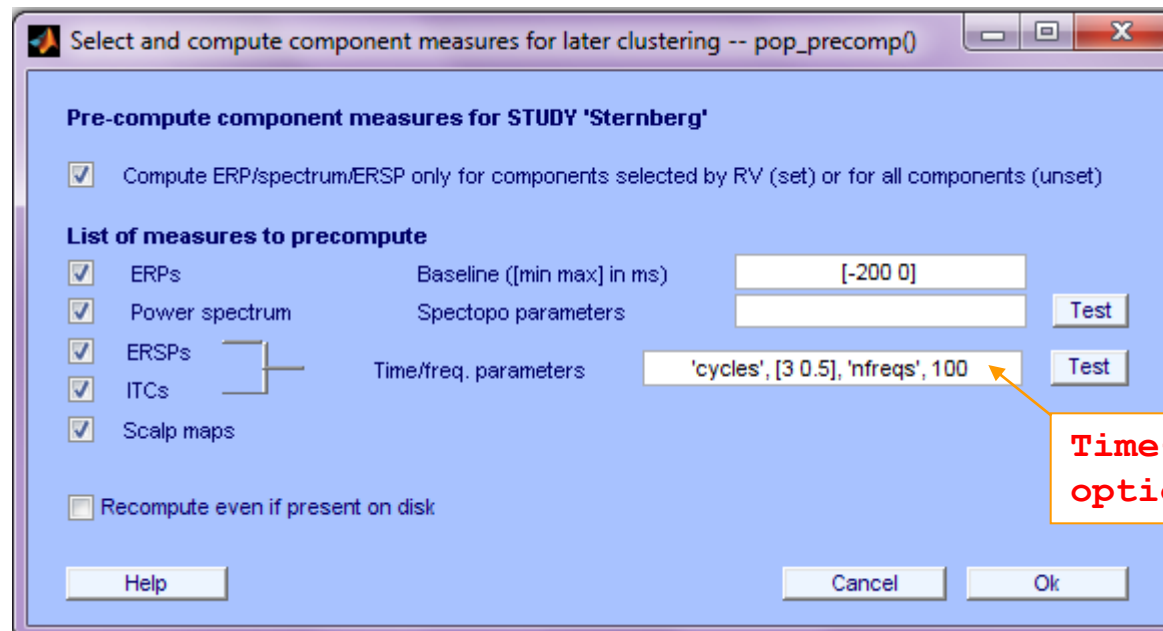 Select and compute component measures for later clustering -- pop_precomp()
Pre-compute component measures for STUDY 'Sternberg'
Compute ERP/spectrum/ERSP only for components selected by RV (set) or for all components (unset)
List of measures to precompute
ERPs Baseline ([min max] in ms) [-200 0]
Power spectrum Spectopo parameters Test
ERSPs
Time/freq. parameters 'cycles', [3 0.5], 'nfreqs', 100 Test
ITCs
Scalp maps
Time
Recompute even if present on disk
Help Cancel Ok